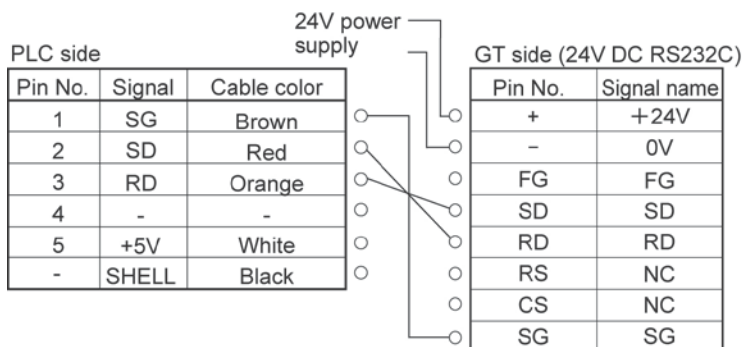 24V power
supply
PLC side
GT side (24V DC RS232C)
Pin No. Signal Cable color
1 SG Brown
2 SD Red
3 RD Orange
4 - -
5 +5V White
- SHELL Black
Pin No. Signal name
+ +24V
- 0V
FG FG
SD SD
RD RD
RS NC
CS NC
SG SG